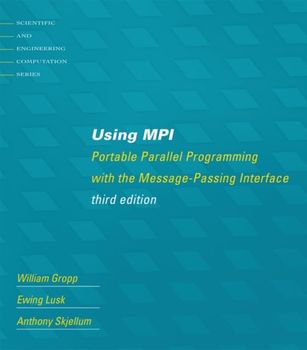 SCIENTIFIC
AND
ENGINEERING
COMPUTATION
SERIES
Using MPI
Portable Parallel Programming
with the Message-Passing Interface
third edition
William Gropp
Ewing Lusk
Anthony Skjellum